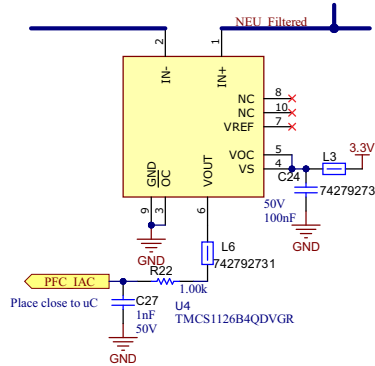 NEU_Filtered
2
1
IN-
IN+
NC
8
NC
10
VREF
7
VOC
5
VS
4
C24
L3
3.3V
74279273
50V
100nF
GND
GND
OC
VOUT
9
3
6
GND
L6
742792731
PFC_IAC
R22
1.00k
Place close to uC
C27
1nF
50V
U4
TMCS1126B4QDVGR
GND